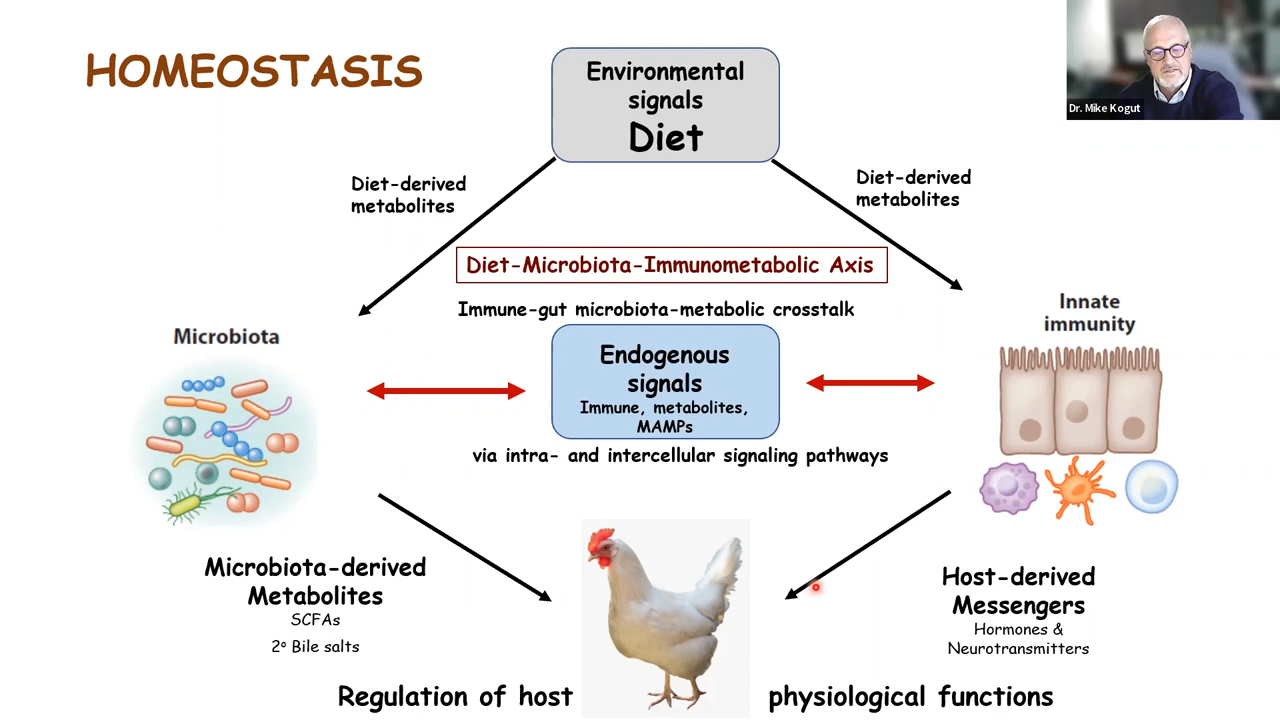 HOMEOSTASIS
Environmental
signals
Diet
Dr. Mike Kogut
Diet-derived
metabolites
Diet-derived
metabolites
Diet-Microbiota-Immunometabolic Axis
Immune-gut microbiota-metabolic crosstalk
Microbiota
Innate
immunity
Endogenous
signals
Immune, metabolites,
MAMPs
via intra- and intercellular signaling pathways
Microbiota-derived
Metabolites
SCFAs
2º Bile salts
Host-derived
Messengers
Hormones &
Neurotransmitters
Regulation of host physiological functions